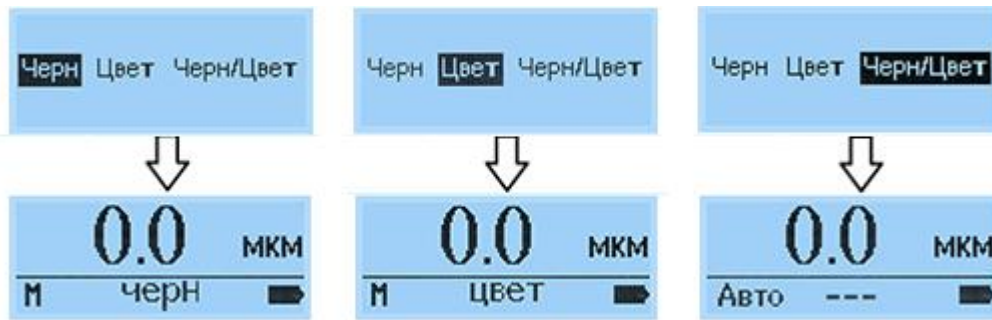 Черн Цвет Черн/Цвет
Черн Цвет Черн/Цвет
Черн Цвет Черн/Цвет
0.0 мкм
М черн
0.0 мкм
М цвет
0.0 мкм
Авто ---